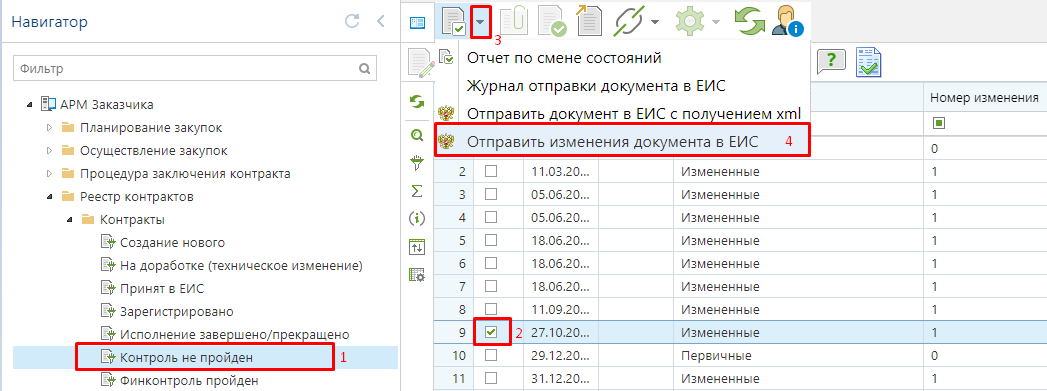 Навигатор
Фильтр
АРМ Заказчика
Планирование закупок
Осуществление закупок
Процедура заключения контракта
Реестр контрактов
Контракты
Создание нового
На доработке (техническое изменение)
Принят в ЕИС
Зарегистрировано
Исполнение завершено/прекращено
Контроль не пройден 1
Финконтроль пройден
3
Отчет по смене состояний
Журнал отправки документа в ЕИС
Отправить документ в ЕИС с получением xml
Отправить изменения документа в ЕИС 4
Номер изменения
0
2 11.03.20... Измененные 1
3 05.06.20... Измененные 1
4 05.06.20... Измененные 1
5 18.06.20... Измененные 1
6 18.06.20... Измененные 1
7 18.06.20... Измененные 1
8 11.09.20... Измененные 1
9 2 27.10.20... Измененные 1
10 29.12.20... Первичные 0
11 31.12.20... Измененные 1